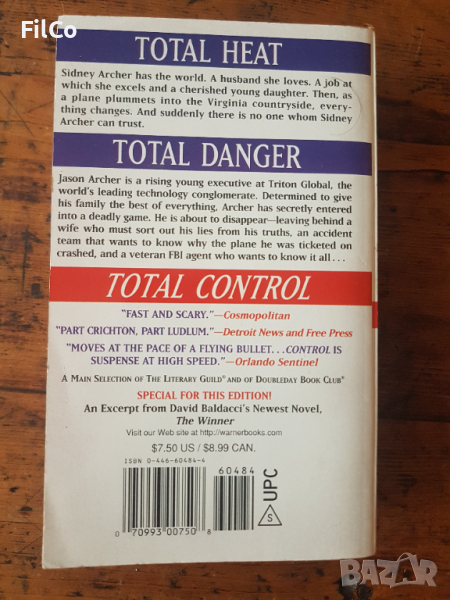 FilCo
TOTAL HEAT
Sidney Archer has the world. A husband she loves. A job at
which she excels and a cherished young daughter. Then, as
a plane plummets into the Virginia countryside, every-
thing changes. And suddenly there is no one whom Sidney
Archer can trust.
TOTAL DANGER
Jason Archer is a rising young executive at Triton Global, the
world's leading technology conglomerate. Determined to give
his family the best of everything, Archer has secretly entered
into a deadly game. He is about to disappear—leaving behind a
wife who must sort out his lies from his truths, an accident
team that wants to know why the plane he was ticketed on
crashed, and a veteran FBI agent who wants to know it all...
TOTAL CONTROL
"FAST AND SCARY."—Cosmopolitan
"PART CRICHTON, PART LUDLUM."—Detroit News and Free Press
"MOVES AT THE PACE OF A FLYING BULLET...CONTROL IS
SUSPENSE AT HIGH SPEED."—Orlando Sentinel
A MAIN SELECTION OF THE LITERARY GUILD® AND OF DOUBLEDAY BOOK CLUB®
SPECIAL FOR THIS EDITION!
An Excerpt from David Baldacci's Newest Novel,
The Winner
Visit our Web site at http://warnerbooks.com
$7.50 US / $8.99 CAN.
ISBN 0-446-60484-4
60484
0 70993 00750 8
S UPC
BAZAR.bg